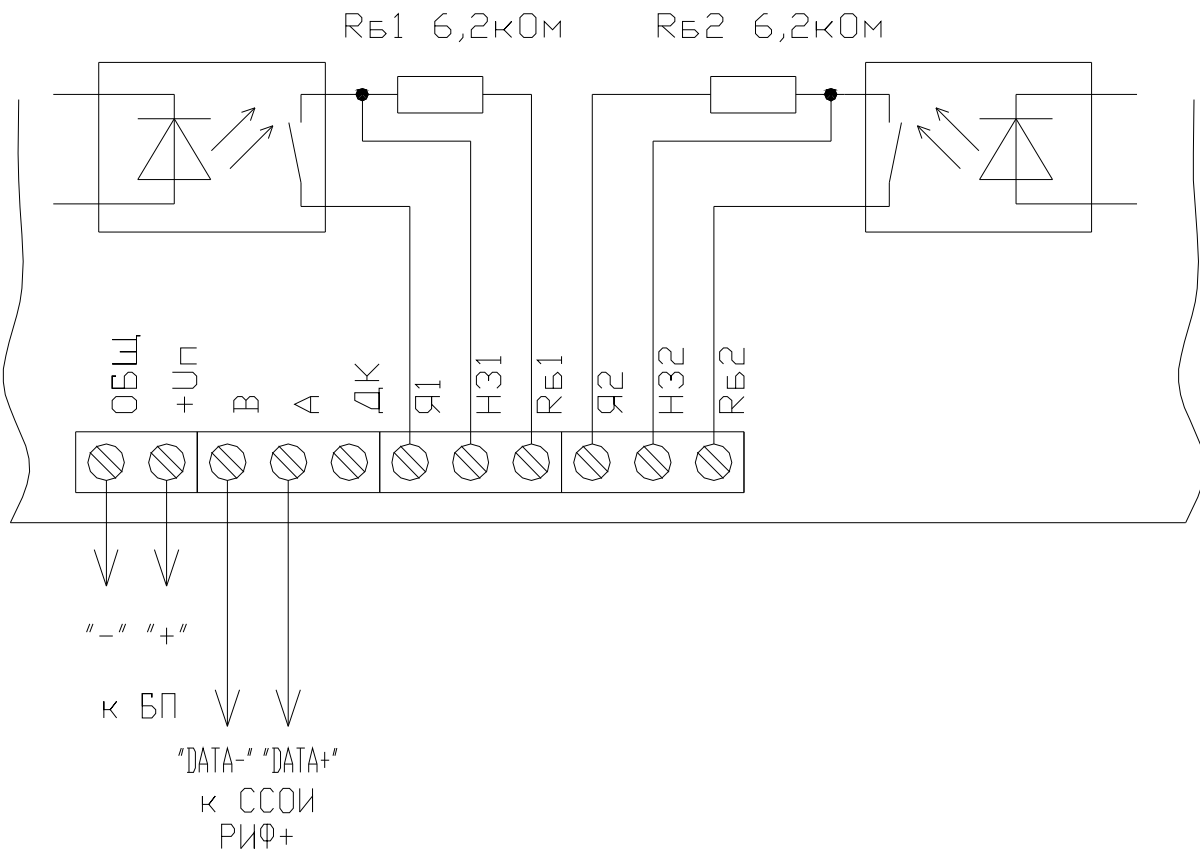 RБ1 6,2кОм
RБ2 6,2кОм
ОБЩ
+Uп
В
А
ДК
Я1
НЗ1
RБ1
Я2
НЗ2
RБ2
"-" "+"
к БП
"DATA-" "DATA+"
к ССОИ
РИФ+